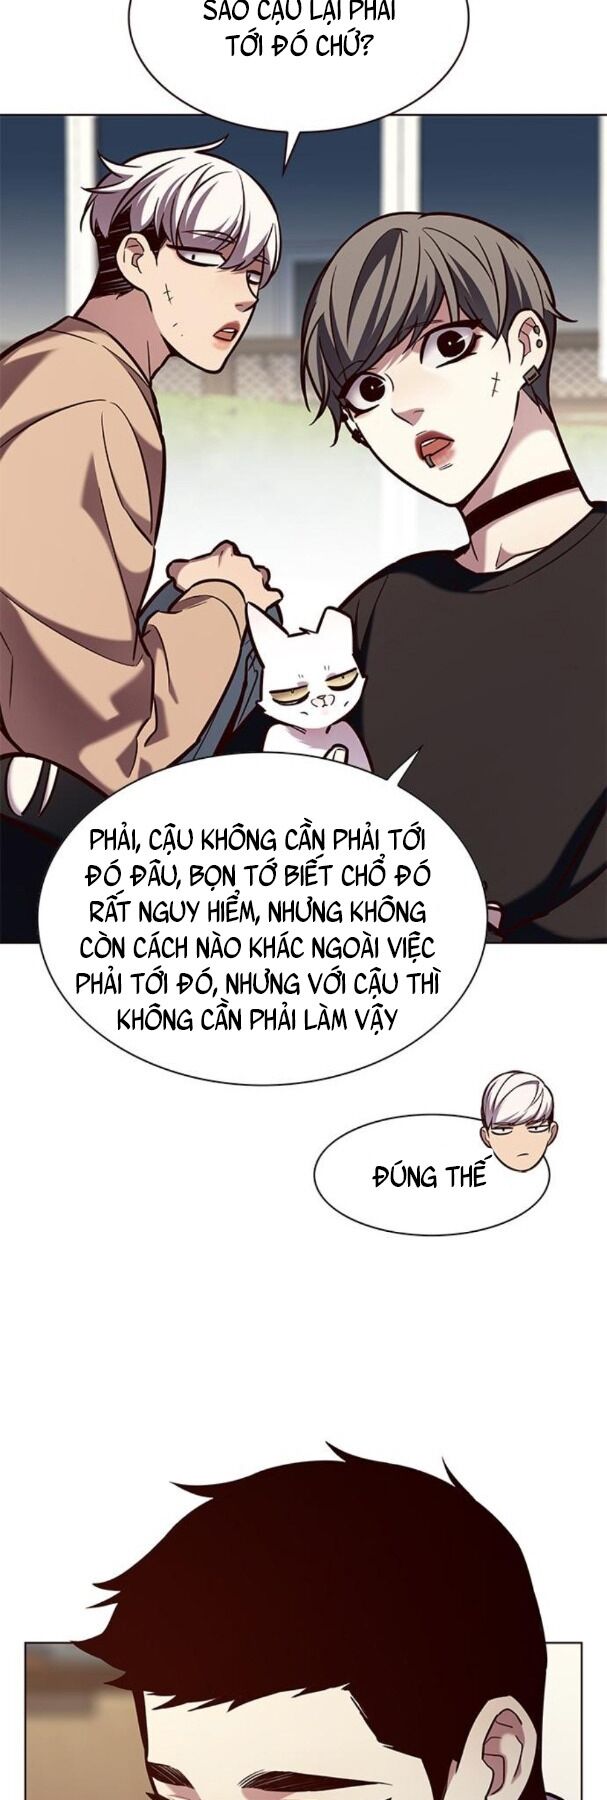 SAO CẬU LẠI PHẢI
TỚI ĐÓ CHỨ?
PHẢI, CẬU KHÔNG CẦN PHẢI TỚI
ĐÓ ĐÂU, BỌN TỚ BIẾT CHỔ ĐÓ
RẤT NGUY HIỂM, NHƯNG KHÔNG
CÒN CÁCH NÀO KHÁC NGOÀI VIỆC
PHẢI TỚI ĐÓ, NHƯNG VỚI CẬU THÌ
KHÔNG CẦN PHẢI LÀM VẬY
ĐÚNG THẾ